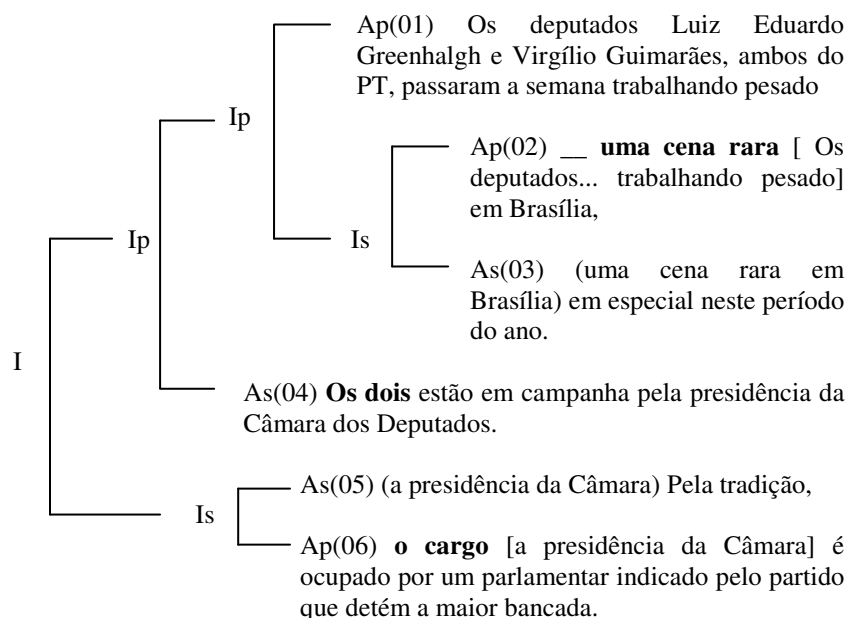 Ap(01) Os deputados Luiz Eduardo
Greenhalgh e Virgílio Guimarães, ambos do
PT, passaram a semana trabalhando pesado
Ip
Ap(02) __ uma cena rara [ Os
deputados... trabalhando pesado]
em Brasília,
Ip
Is
As(03) (uma cena rara em
Brasília) em especial neste período
do ano.
I
As(04) Os dois estão em campanha pela presidência da
Câmara dos Deputados.
As(05) (a presidência da Câmara) Pela tradição,
Is
Ap(06) o cargo [a presidência da Câmara] é
ocupado por um parlamentar indicado pelo partido
que detém a maior bancada.